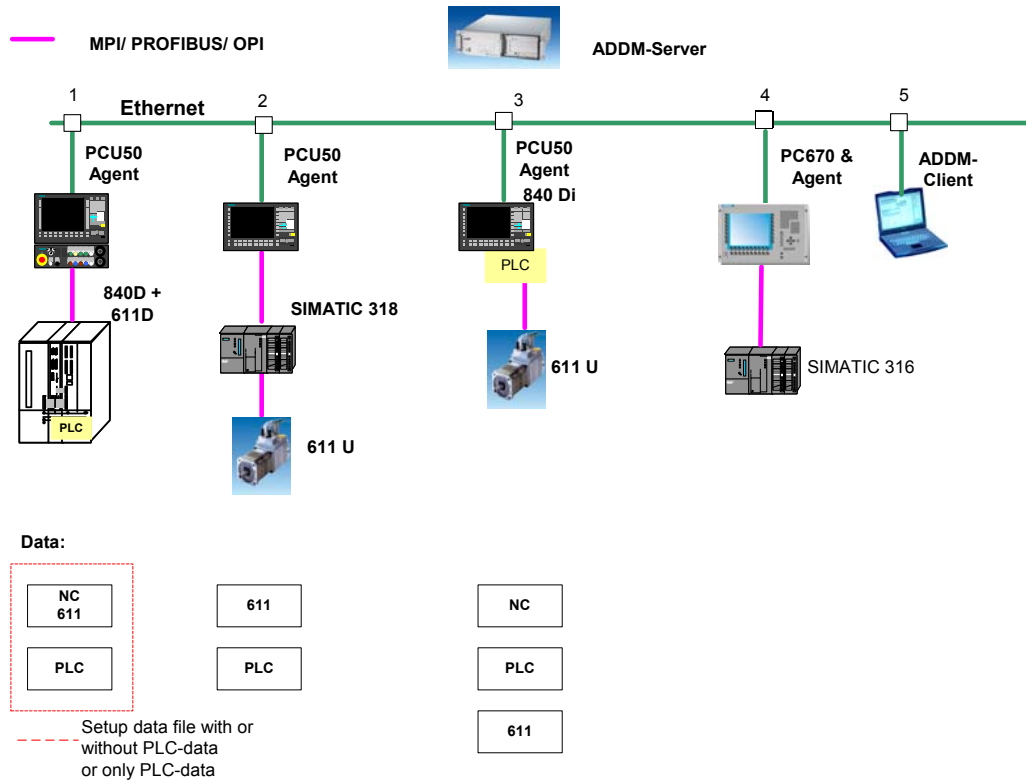 MPI/ PROFIBUS/ OPI
ADDM-Server
1
Ethernet
2
3
4
5
PCU50
Agent
PCU50
Agent
PCU50
Agent
840 Di
PC670 &
Agent
ADDM-
Client
PLC
840D +
611D
SIMATIC 318
611 U
SIMATIC 316
PLC
611 U
Data:
NC
611
611
NC
PLC
PLC
PLC
611
Setup data file with or
without PLC-data
or only PLC-data